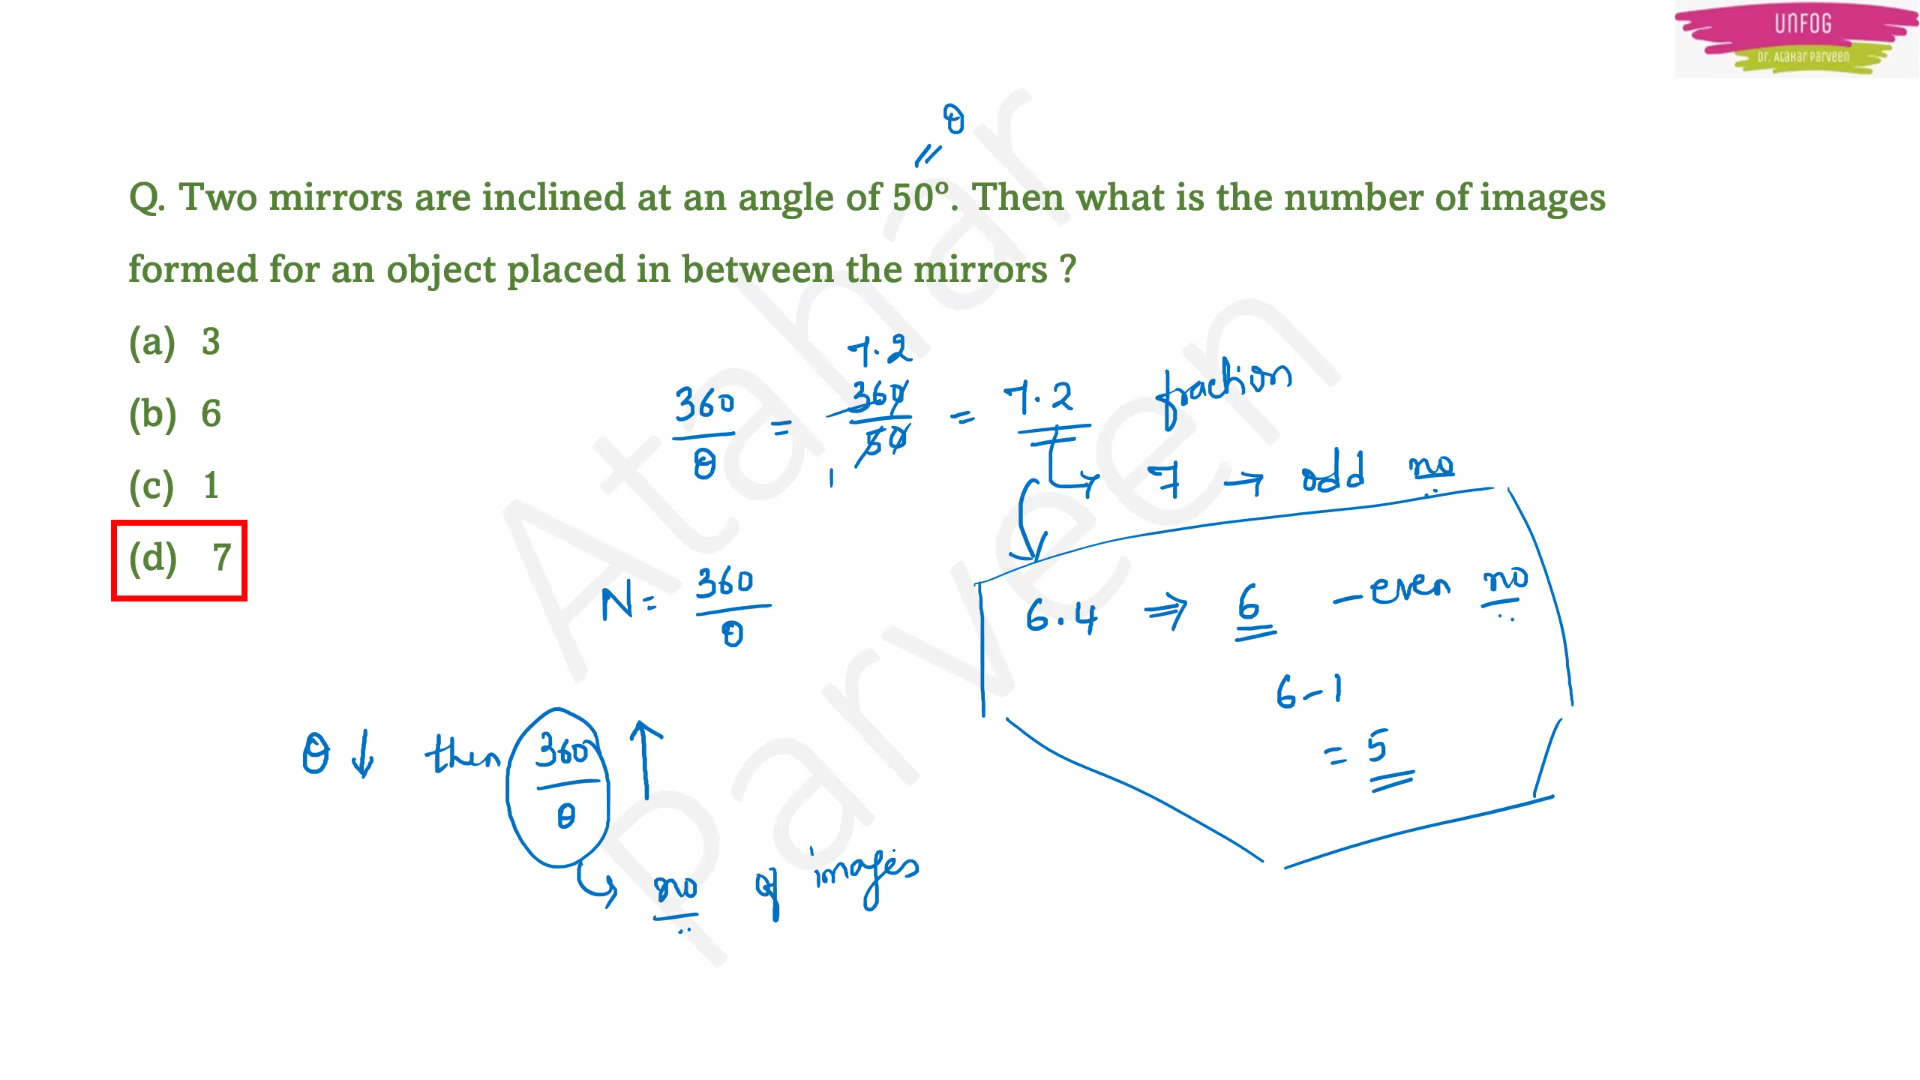 UNFOG
Dr. Atahar Parveen
θ
=
Q. Two mirrors are inclined at an angle of 50°. Then what is the number of images
formed for an object placed in between the mirrors ?
(a) 3
(b) 6
(c) 1
(d) 7
7.2
360/θ = 360/50 = 7.2 fraction
1
→ 7 → odd no
N = 360/θ
6.4 ⇒ 6 – even no
6 – 1
= 5
θ ↓ then 360/θ ↑
→ no of images
Atahar
Parveen